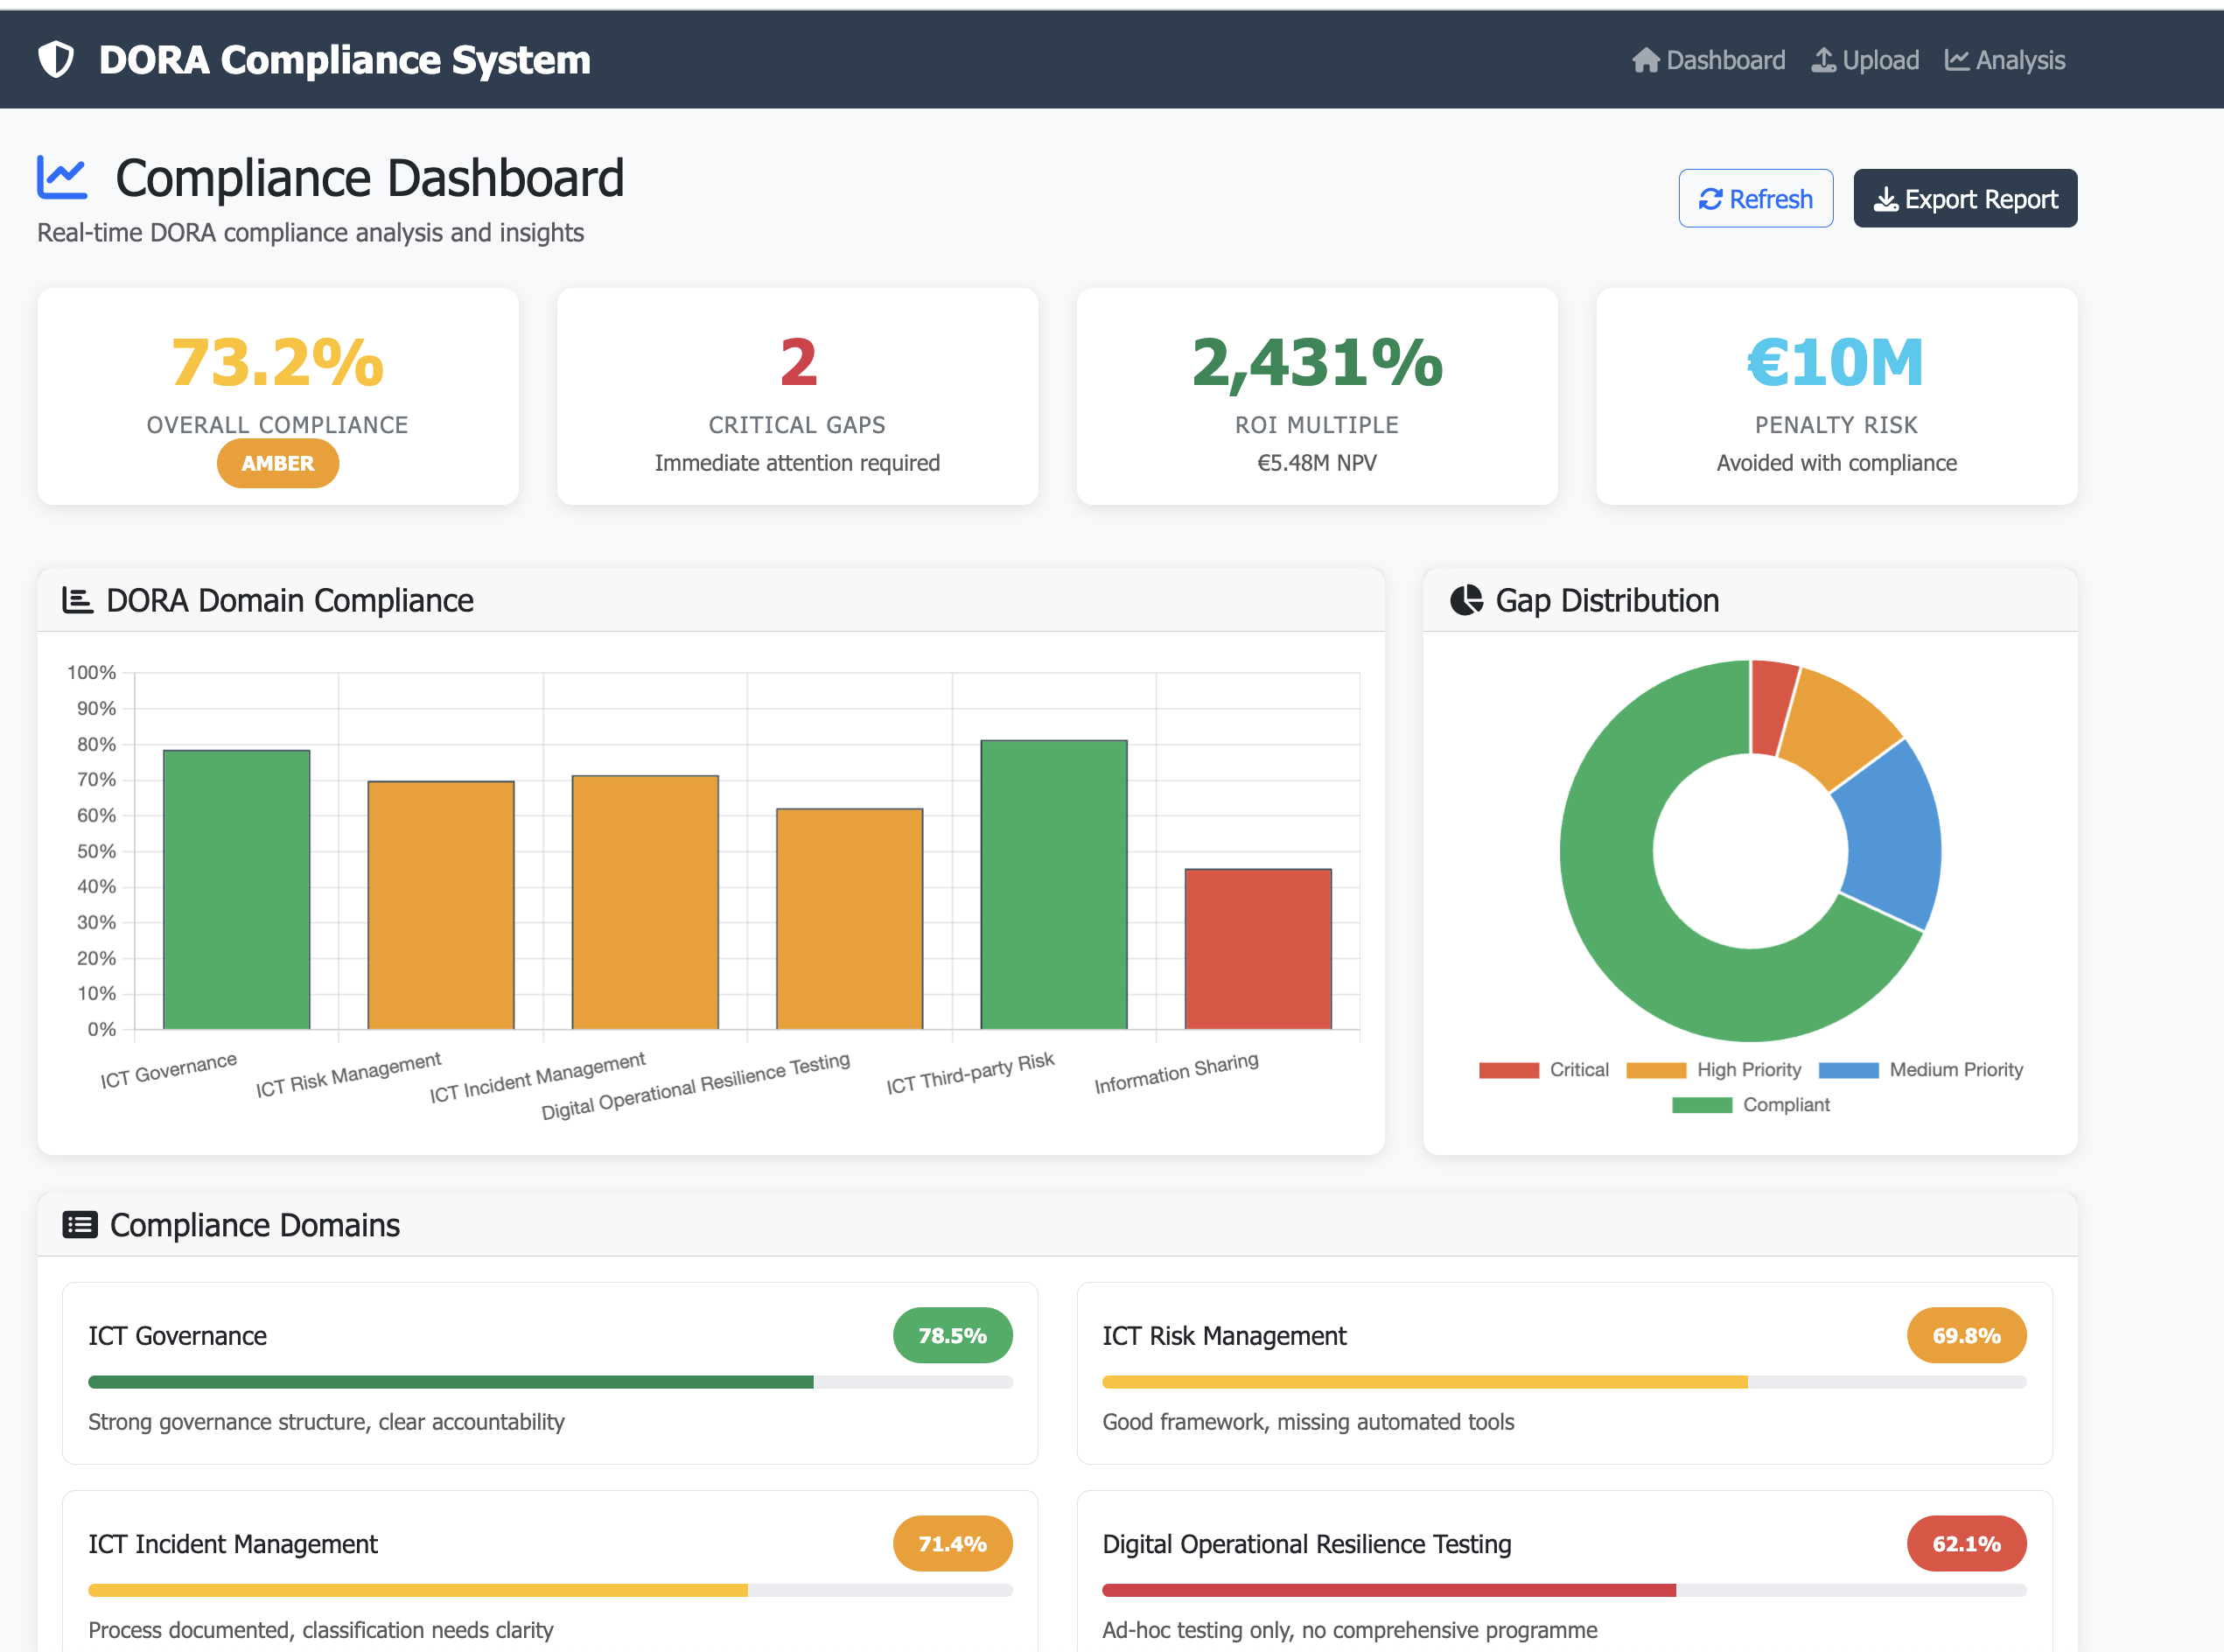 DORA Compliance System
Dashboard Upload Analysis
Compliance Dashboard
Real-time DORA compliance analysis and insights
Refresh
Export Report
73.2%
OVERALL COMPLIANCE
AMBER
2
CRITICAL GAPS
Immediate attention required
2,431%
ROI MULTIPLE
€5.48M NPV
€10M
PENALTY RISK
Avoided with compliance
DORA Domain Compliance
100%
90%
80%
70%
60%
50%
40%
30%
20%
10%
0%
ICT Governance
ICT Risk Management
ICT Incident Management
Digital Operational Resilience Testing
ICT Third-party Risk
Information Sharing
Gap Distribution
Critical
High Priority
Medium Priority
Compliant
Compliance Domains
ICT Governance
78.5%
Strong governance structure, clear accountability
ICT Risk Management
69.8%
Good framework, missing automated tools
ICT Incident Management
71.4%
Process documented, classification needs clarity
Digital Operational Resilience Testing
62.1%
Ad-hoc testing only, no comprehensive programme